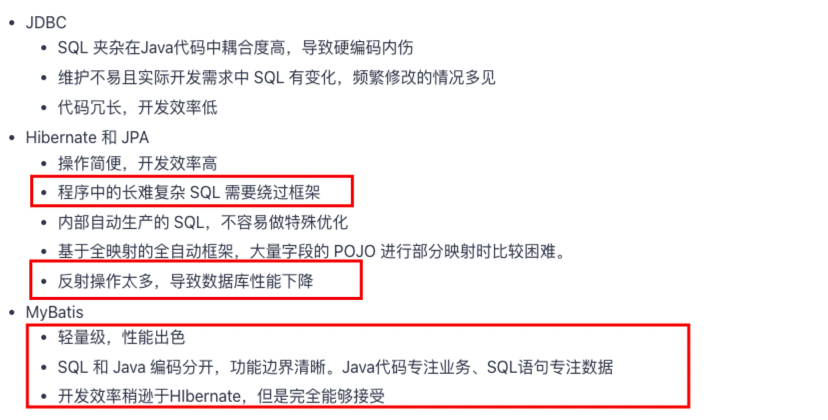 JDBC
SQL 夹杂在Java代码中耦合度高，导致硬编码内伤
维护不易且实际开发需求中 SQL 有变化，频繁修改的情况多见
代码冗长，开发效率低
Hibernate 和 JPA
操作简便，开发效率高
程序中的长难复杂 SQL 需要绕过框架
内部自动生产的 SQL，不容易做特殊优化
基于全映射的全自动框架，大量字段的 POJO 进行部分映射时比较困难。
反射操作太多，导致数据库性能下降
MyBatis
轻量级，性能出色
SQL 和 Java 编码分开，功能边界清晰。Java代码专注业务、SQL语句专注数据
开发效率稍逊于HIbernate，但是完全能够接受